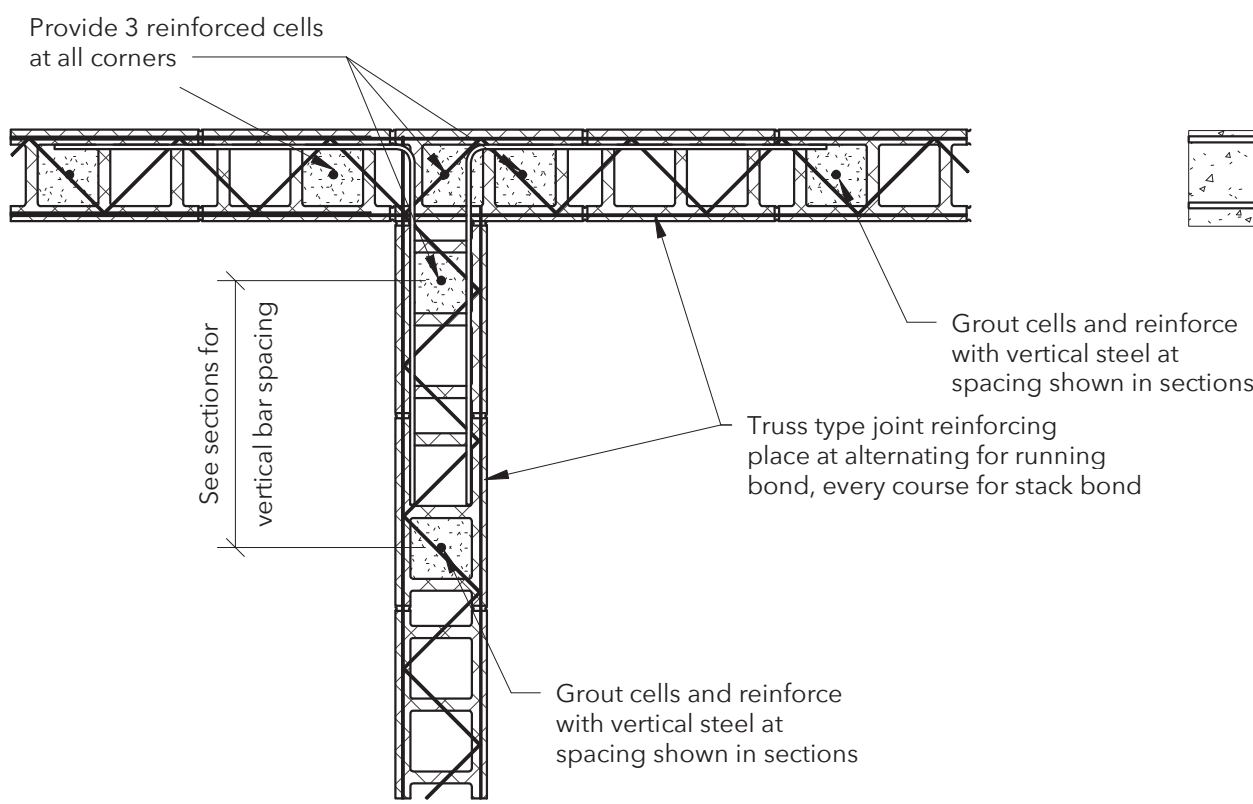 Provide 3 reinforced cells
at all corners
See sections for
vertical bar spacing
Grout cells and reinforce
with vertical steel at
spacing shown in sections
Truss type joint reinforcing
place at alternating for running
bond, every course for stack bond
Grout cells and reinforce
with vertical steel at
spacing shown in sections